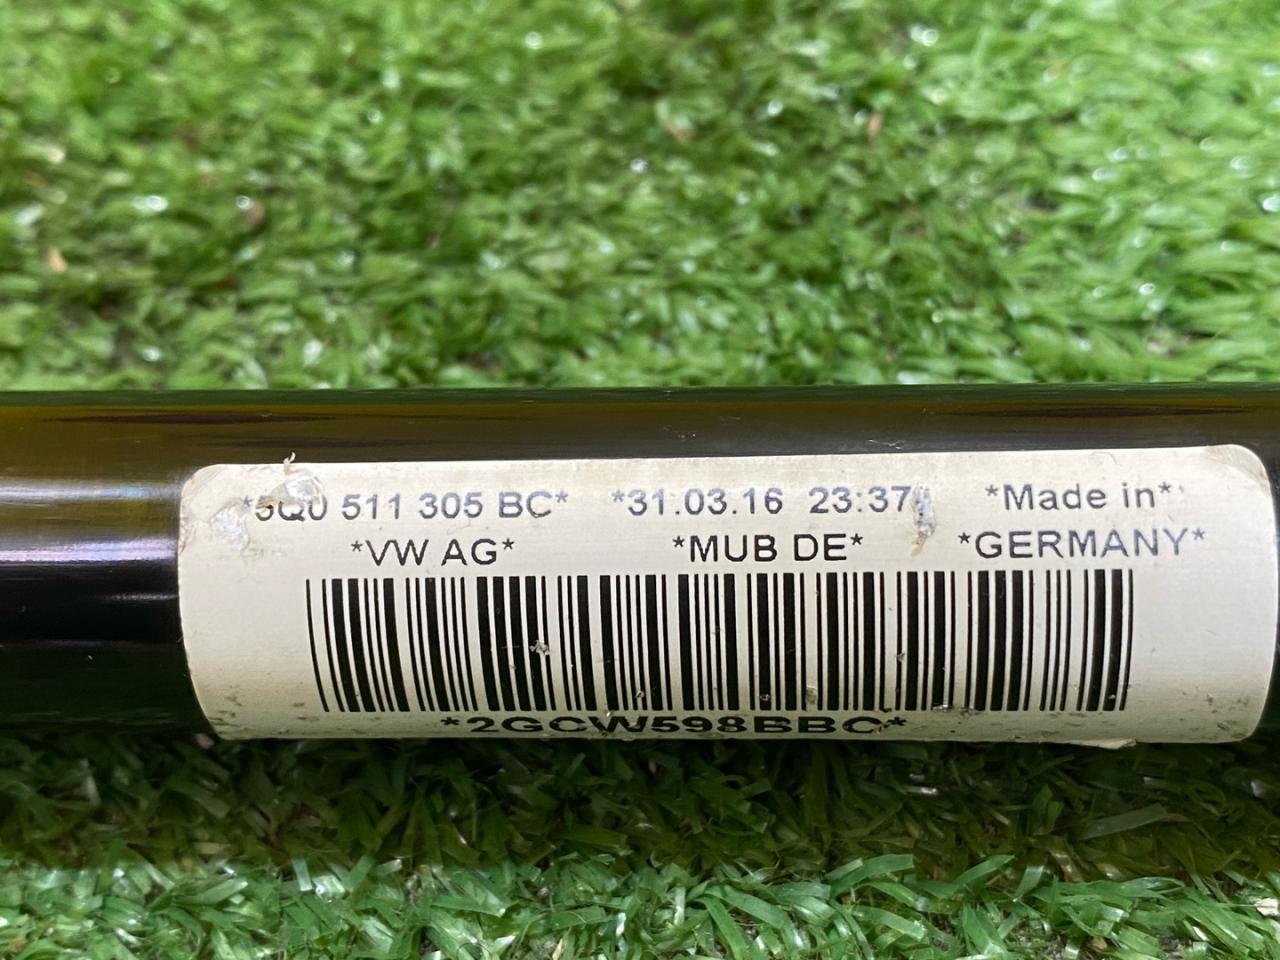 *5Q0 511 305 BC* *31.03.16 23:37* *Made in*
*VW AG* *MUB DE* *GERMANY*
*2GCW598BBC*